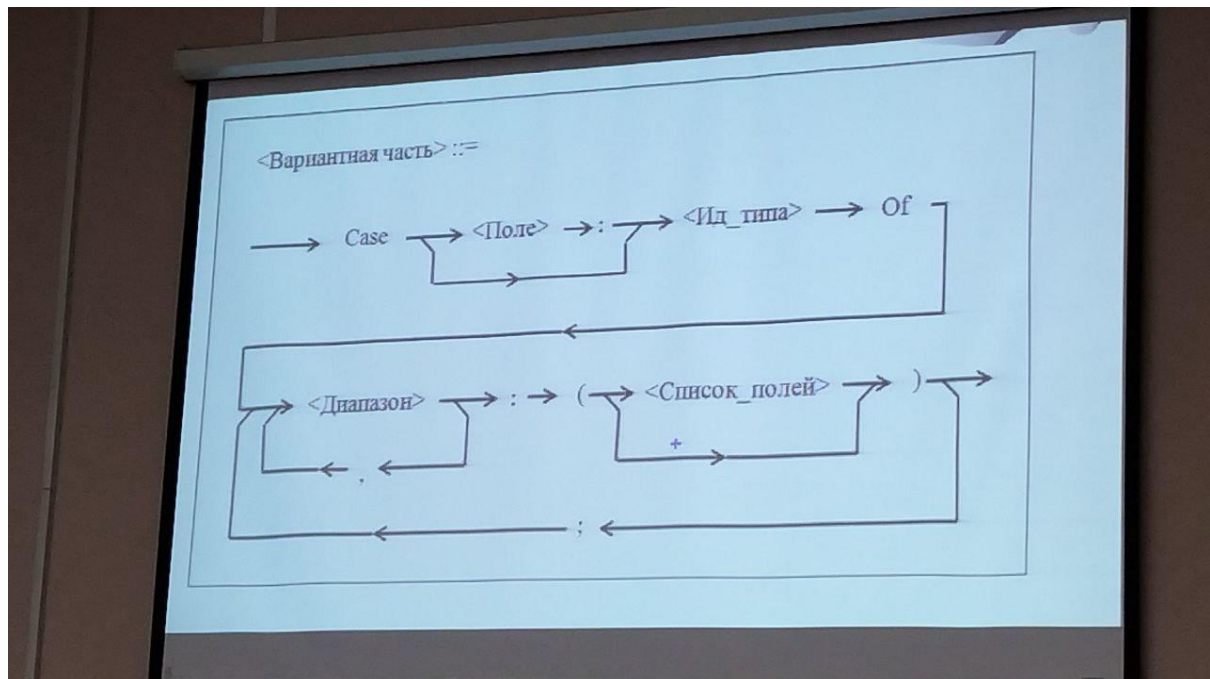 <Вариантная часть> ::=
Case <Поле> : <Ид_типа> Of
<Диапазон> : ( <Список_полей> )
,
;